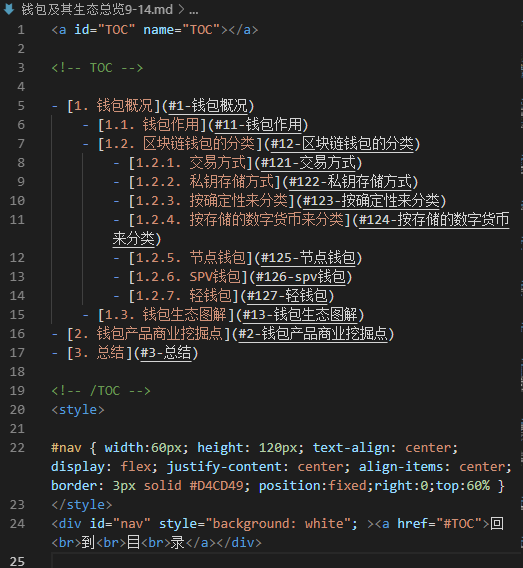 钱包及其生态总览9-14.md > ...
1 <a id="TOC" name="TOC"></a>
2
3 <!-- TOC -->
4
5 - [1. 钱包概况](#1-钱包概况)
6 - [1.1. 钱包作用](#11-钱包作用)
7 - [1.2. 区块链钱包的分类](#12-区块链钱包的分类)
8 - [1.2.1. 交易方式](#121-交易方式)
9 - [1.2.2. 私钥存储方式](#122-私钥存储方式)
10 - [1.2.3. 按确定性来分类](#123-按确定性来分类)
11 - [1.2.4. 按存储的数字货币来分类](#124-按存储的数字货币
来分类)
12 - [1.2.5. 节点钱包](#125-节点钱包)
13 - [1.2.6. SPV钱包](#126-spv钱包)
14 - [1.2.7. 轻钱包](#127-轻钱包)
15 - [1.3. 钱包生态图解](#13-钱包生态图解)
16 - [2. 钱包产品商业挖掘点](#2-钱包产品商业挖掘点)
17 - [3. 总结](#3-总结)
18
19 <!-- /TOC -->
20 <style>
21
22 #nav { width:60px; height: 120px; text-align: center;
display: flex; justify-content: center; align-items: center;
border: 3px solid #D4CD49; position:fixed;right:0;top:60% }
23 </style>
24 <div id="nav" style="background: white"; ><a href="#TOC">回
<br>到<br>目<br>录</a></div>
25